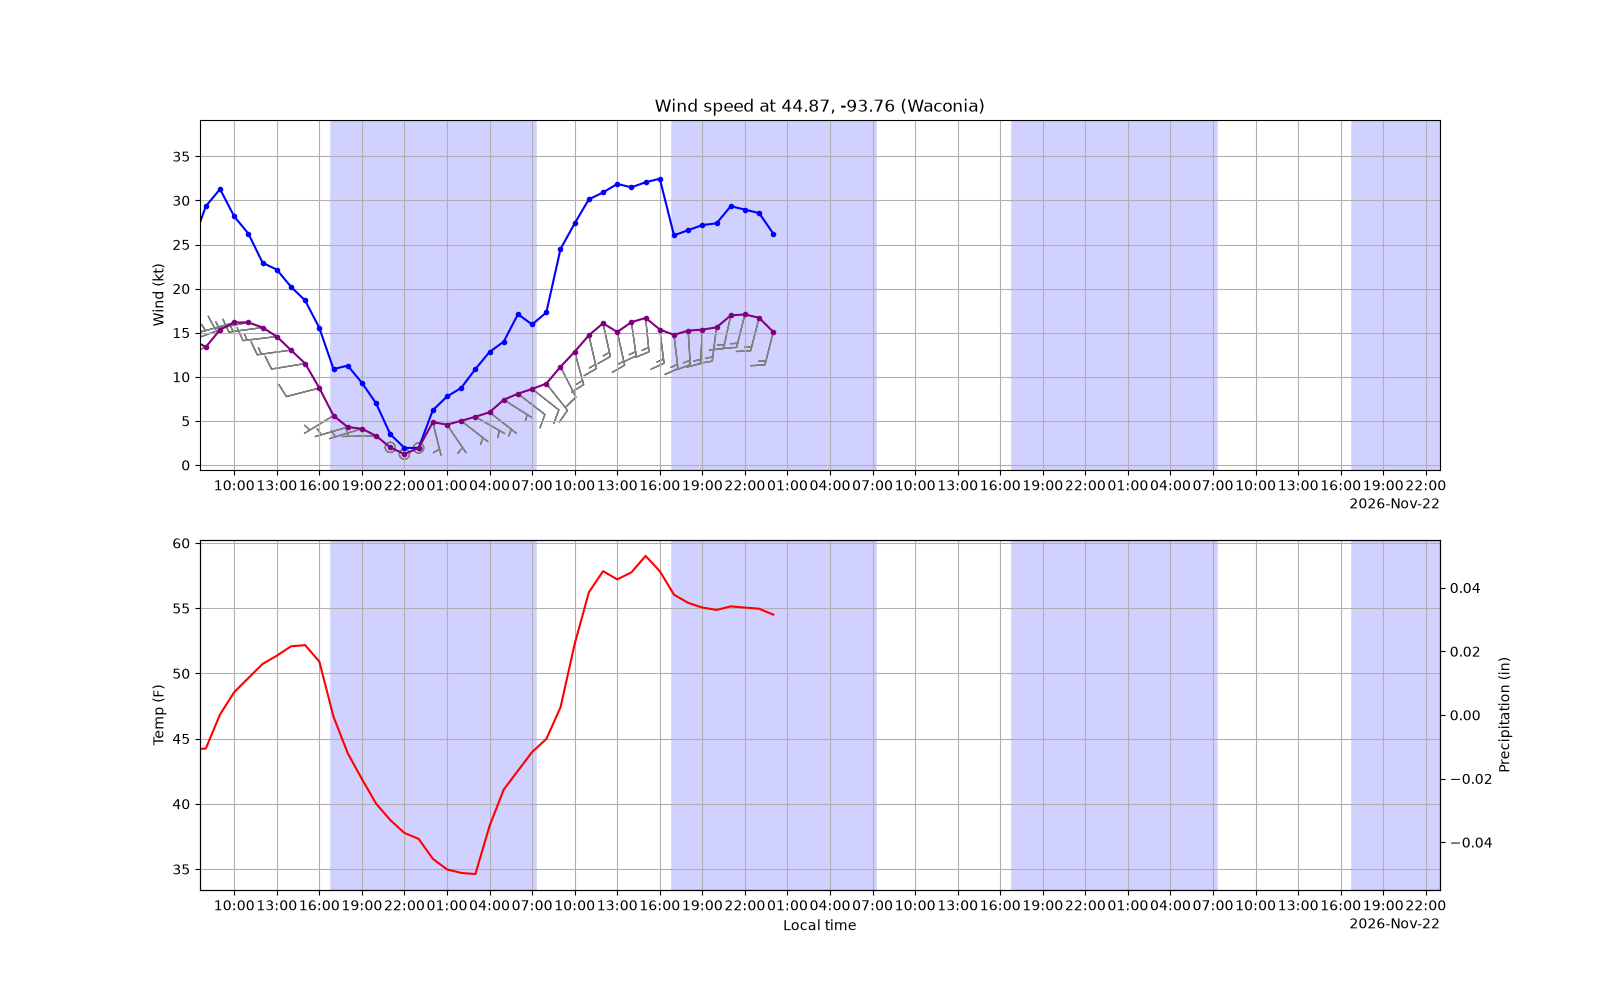 Wind speed at 44.87, -93.76 (Waconia)
Wind (kt)
35
30
25
20
15
10
5
0
10:00 13:00 16:00 19:00 22:00 01:00 04:00 07:00 10:00 13:00 16:00 19:00 22:00 01:00 04:00 07:00 10:00 13:00 16:00 19:00 22:00 01:00 04:00 07:00 10:00 13:00 16:00 19:00 22:00
2026-Nov-22
Temp (F)
60
55
50
45
40
35
0.04
0.02
0.00
−0.02
−0.04
Precipitation (in)
10:00 13:00 16:00 19:00 22:00 01:00 04:00 07:00 10:00 13:00 16:00 19:00 22:00 01:00 04:00 07:00 10:00 13:00 16:00 19:00 22:00 01:00 04:00 07:00 10:00 13:00 16:00 19:00 22:00
Local time
2026-Nov-22